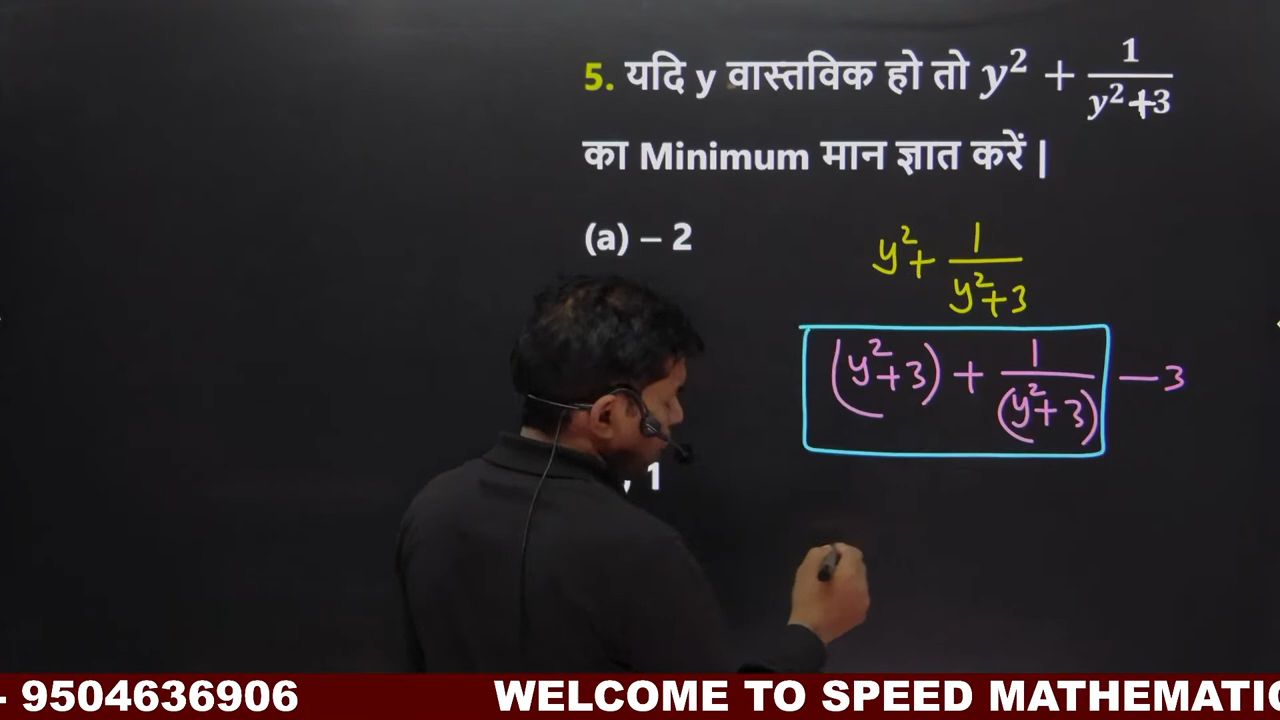 5. यदि y वास्तविक हो तो y² + 1/(y²+3)
का Minimum मान ज्ञात करें |
(a) – 2
y² + 1/(y²+3)
(y²+3) + 1/(y²+3) – 3
1
- 9504636906 WELCOME TO SPEED MATHEMATIC